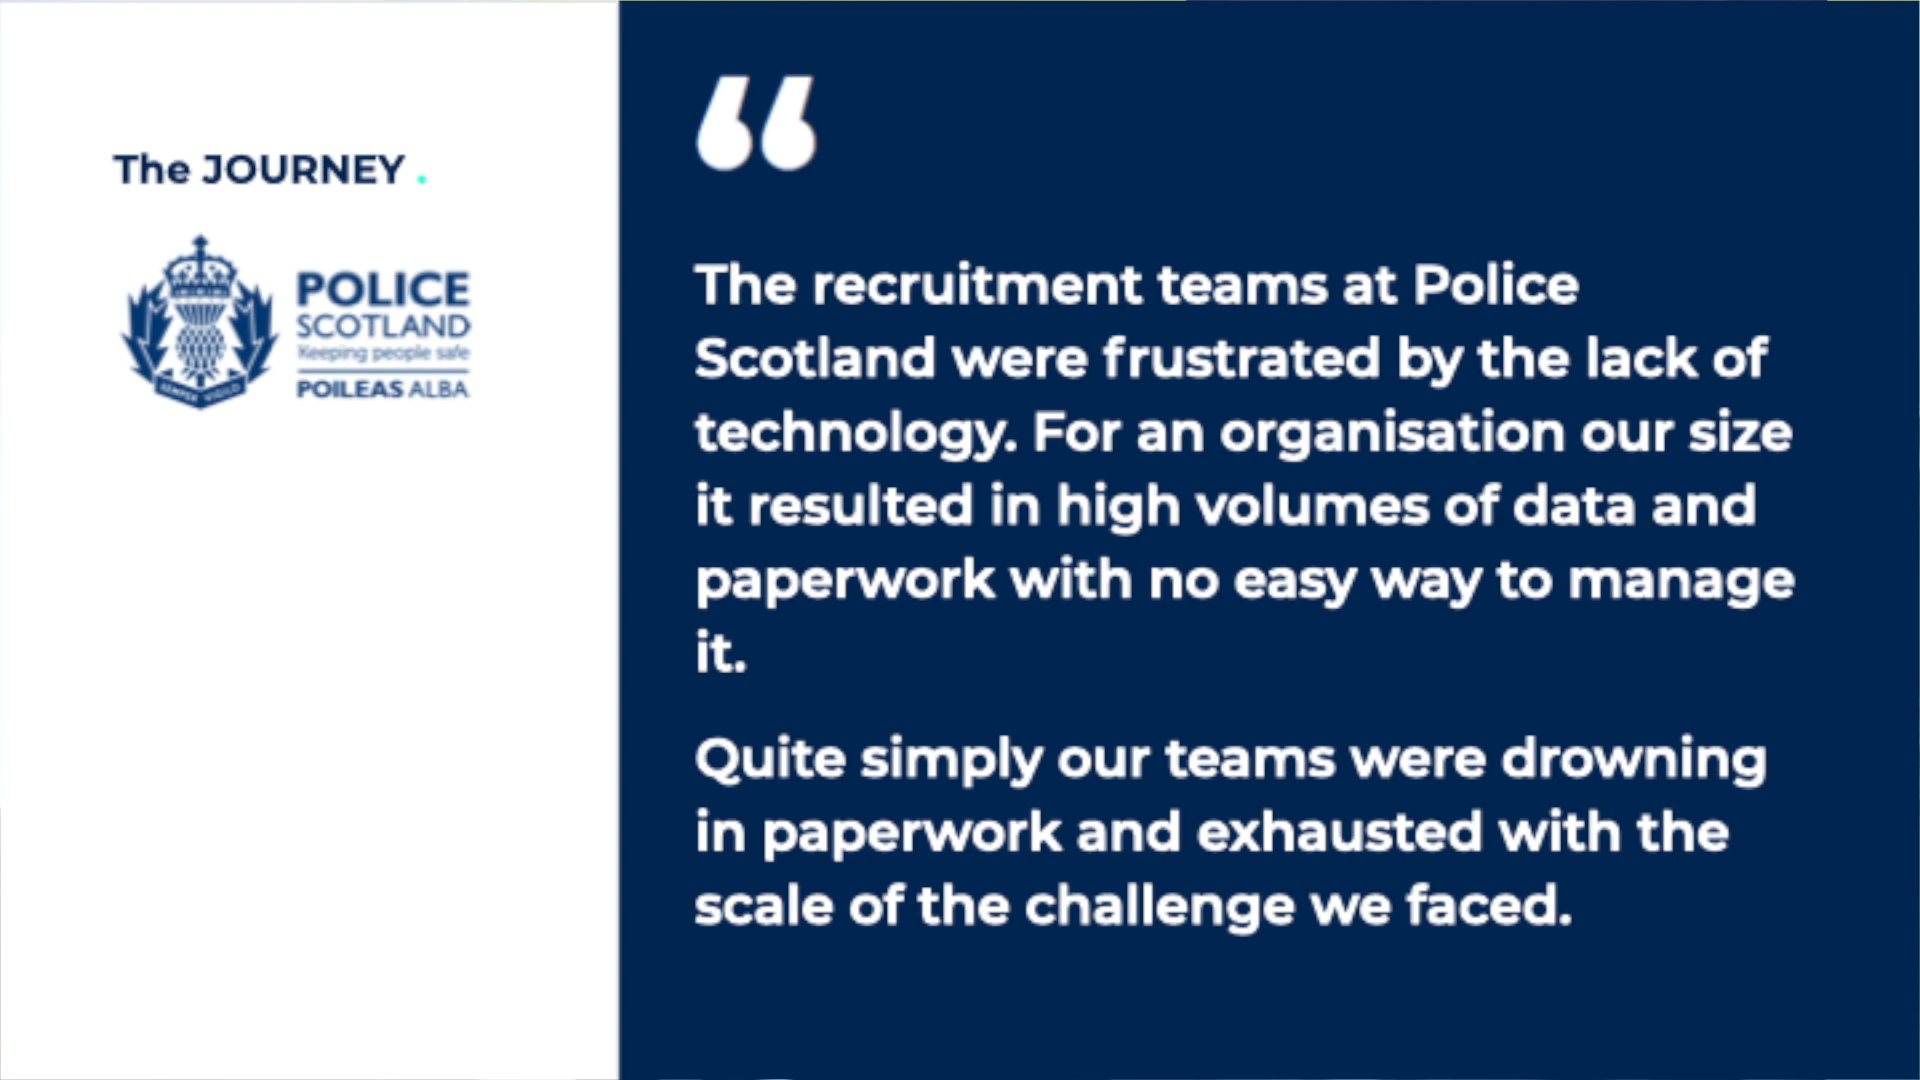 The JOURNEY .
POLICE
SCOTLAND
Keeping people safe
POILEAS ALBA
SEMPER VIGILO
“
The recruitment teams at Police
Scotland were frustrated by the lack of
technology. For an organisation our size
it resulted in high volumes of data and
paperwork with no easy way to manage
it.
Quite simply our teams were drowning
in paperwork and exhausted with the
scale of the challenge we faced.